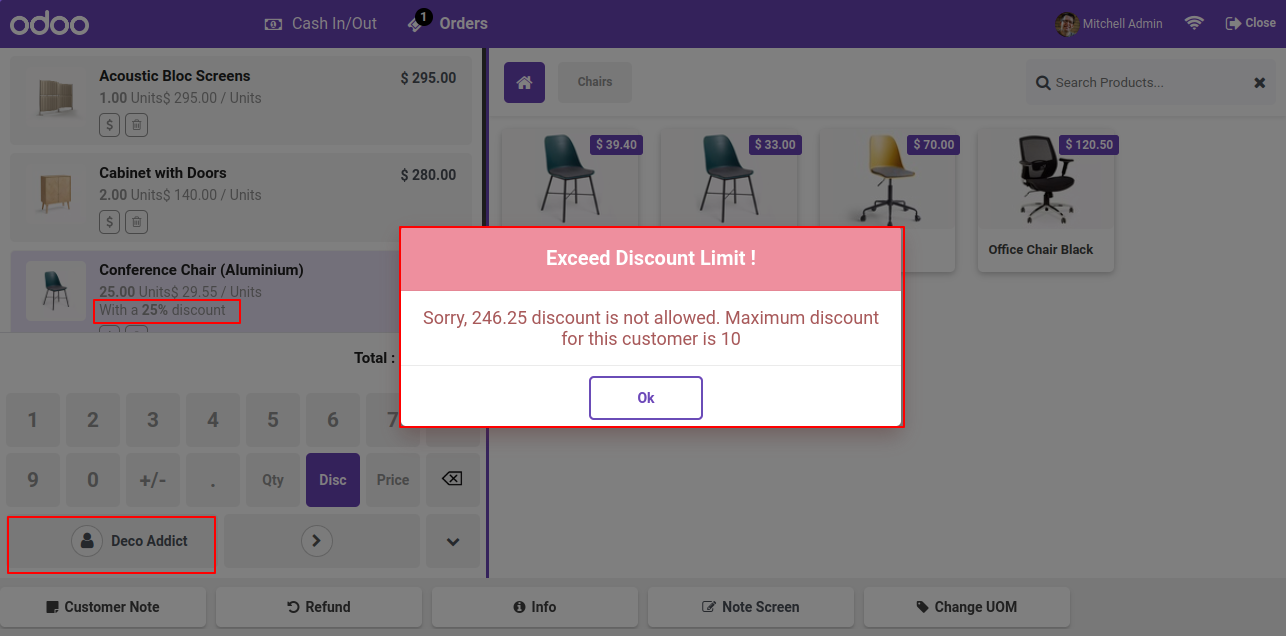 odoo
Cash In/Out
1
Orders
Mitchell Admin
Close
Acoustic Bloc Screens
$ 295.00
1.00 Units$ 295.00 / Units
$
Cabinet with Doors
$ 280.00
2.00 Units$ 140.00 / Units
$
Conference Chair (Aluminium)
25.00 Units$ 29.55 / Units
With a 25% discount
Total :
1 2 3 4 5 6 7
9 0 +/- . Qty Disc Price
Deco Addict
Chairs
Search Products...
$ 39.40
$ 33.00
$ 70.00
$ 120.50
Office Chair Black
Exceed Discount Limit !
Sorry, 246.25 discount is not allowed. Maximum discount
for this customer is 10
Ok
Customer Note
Refund
Info
Note Screen
Change UOM